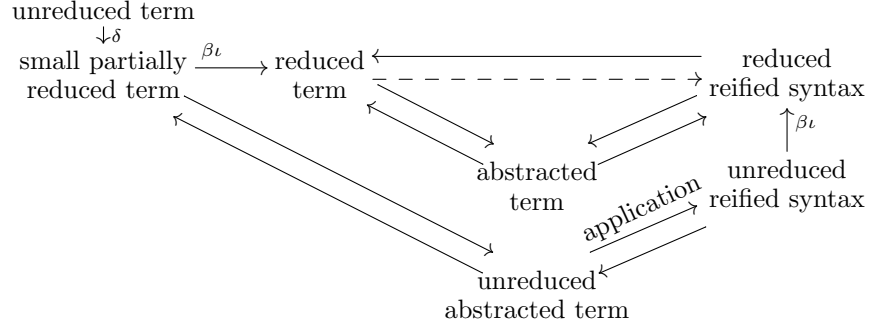 unreduced term
δ
small partially
reduced term
βι
reduced
term
reduced
reified syntax
βι
abstracted
term
unreduced
reified syntax
application
unreduced
abstracted term